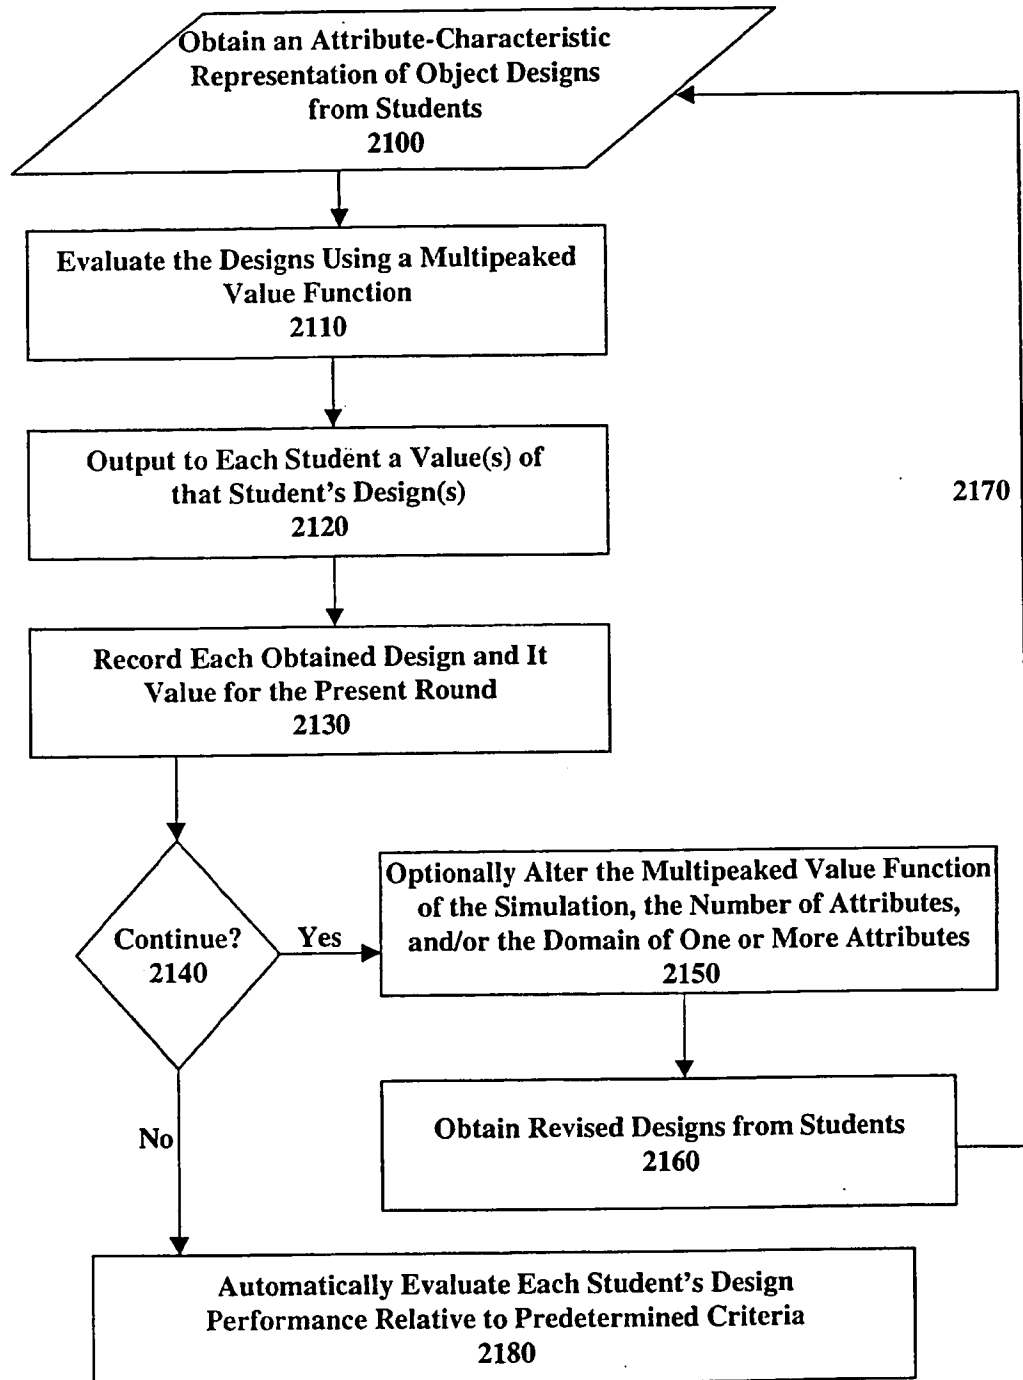 Obtain an Attribute-Characteristic
Representation of Object Designs
from Students
2100
Evaluate the Designs Using a Multipeaked
Value Function
2110
Output to Each Student a Value(s) of
that Student's Design(s)
2120
2170
Record Each Obtained Design and It
Value for the Present Round
2130
Continue?
2140
Yes
Optionally Alter the Multipeaked Value Function
of the Simulation, the Number of Attributes,
and/or the Domain of One or More Attributes
2150
No
Obtain Revised Designs from Students
2160
Automatically Evaluate Each Student's Design
Performance Relative to Predetermined Criteria
2180